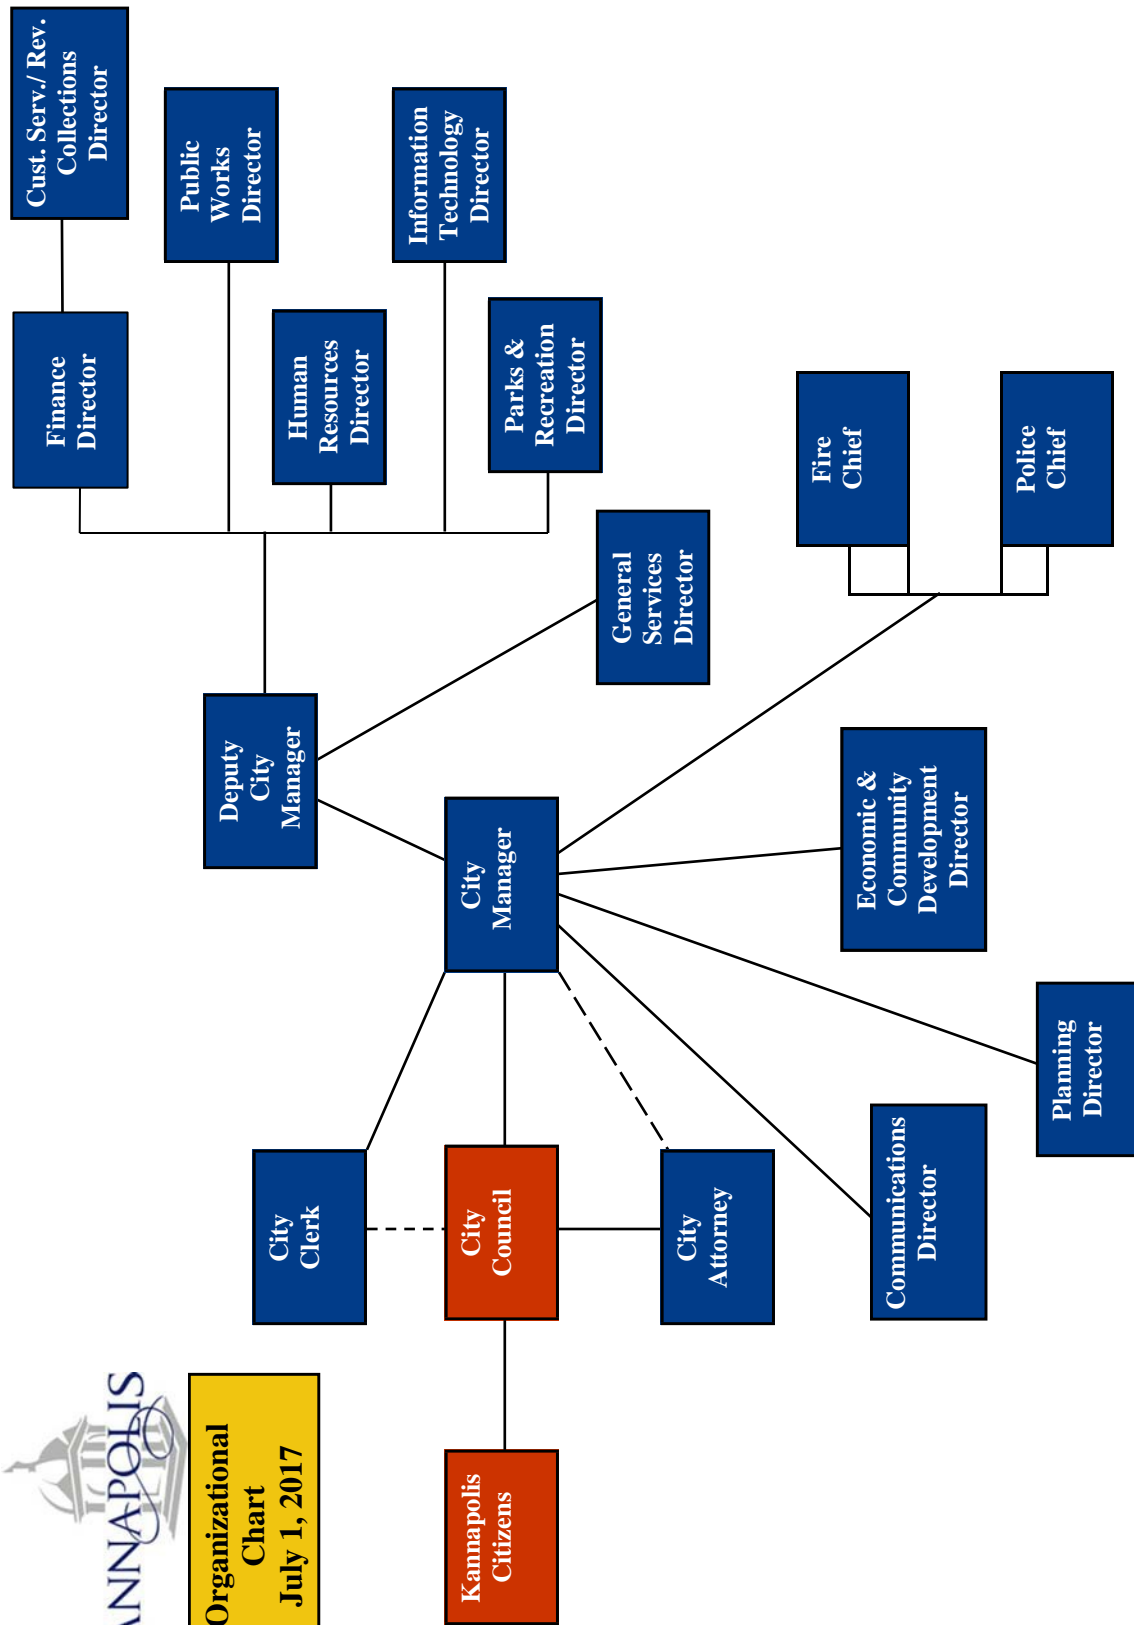 ANNAPOLIS
Organizational
Chart
July 1, 2017
Kannapolis
Citizens
City
Clerk
City
Council
City
Attorney
City
Manager
Deputy
City
Manager
Finance
Director
Cust. Serv./ Rev.
Collections
Director
Public
Works
Director
Human
Resources
Director
Information
Technology
Director
Parks &
Recreation
Director
General
Services
Director
Fire
Chief
Police
Chief
Economic &
Community
Development
Director
Planning
Director
Communications
Director